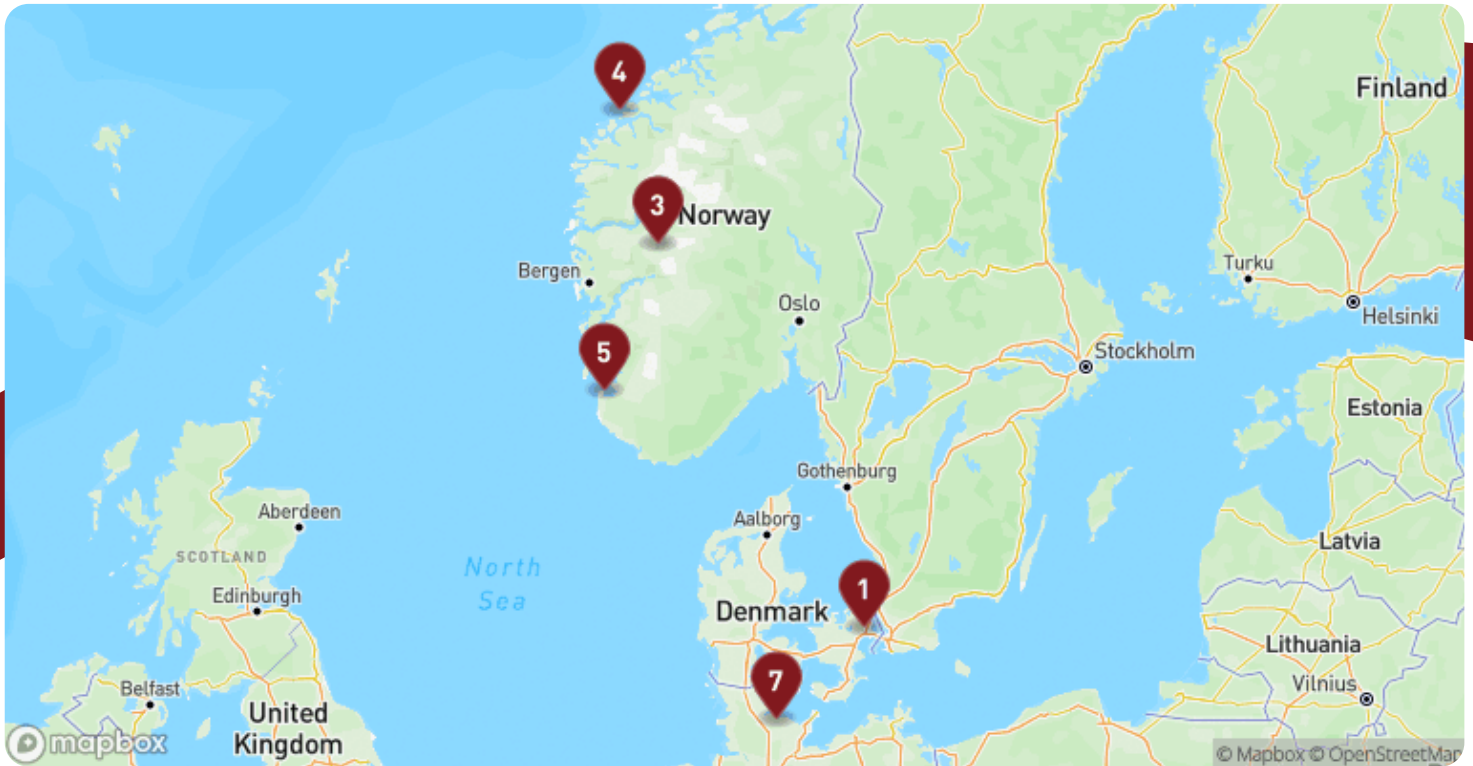 4
Finland
3
Norway
Bergen
Turku
Oslo
Helsinki
5
Stockholm
Estonia
Gothenburg
Aberdeen
Aalborg
SCOTLAND
Latvia
North
Sea
1
Edinburgh
Denmark
Lithuania
7
Belfast
Vilnius
United
Kingdom
mapbox
© Mapbox © OpenStreetMap